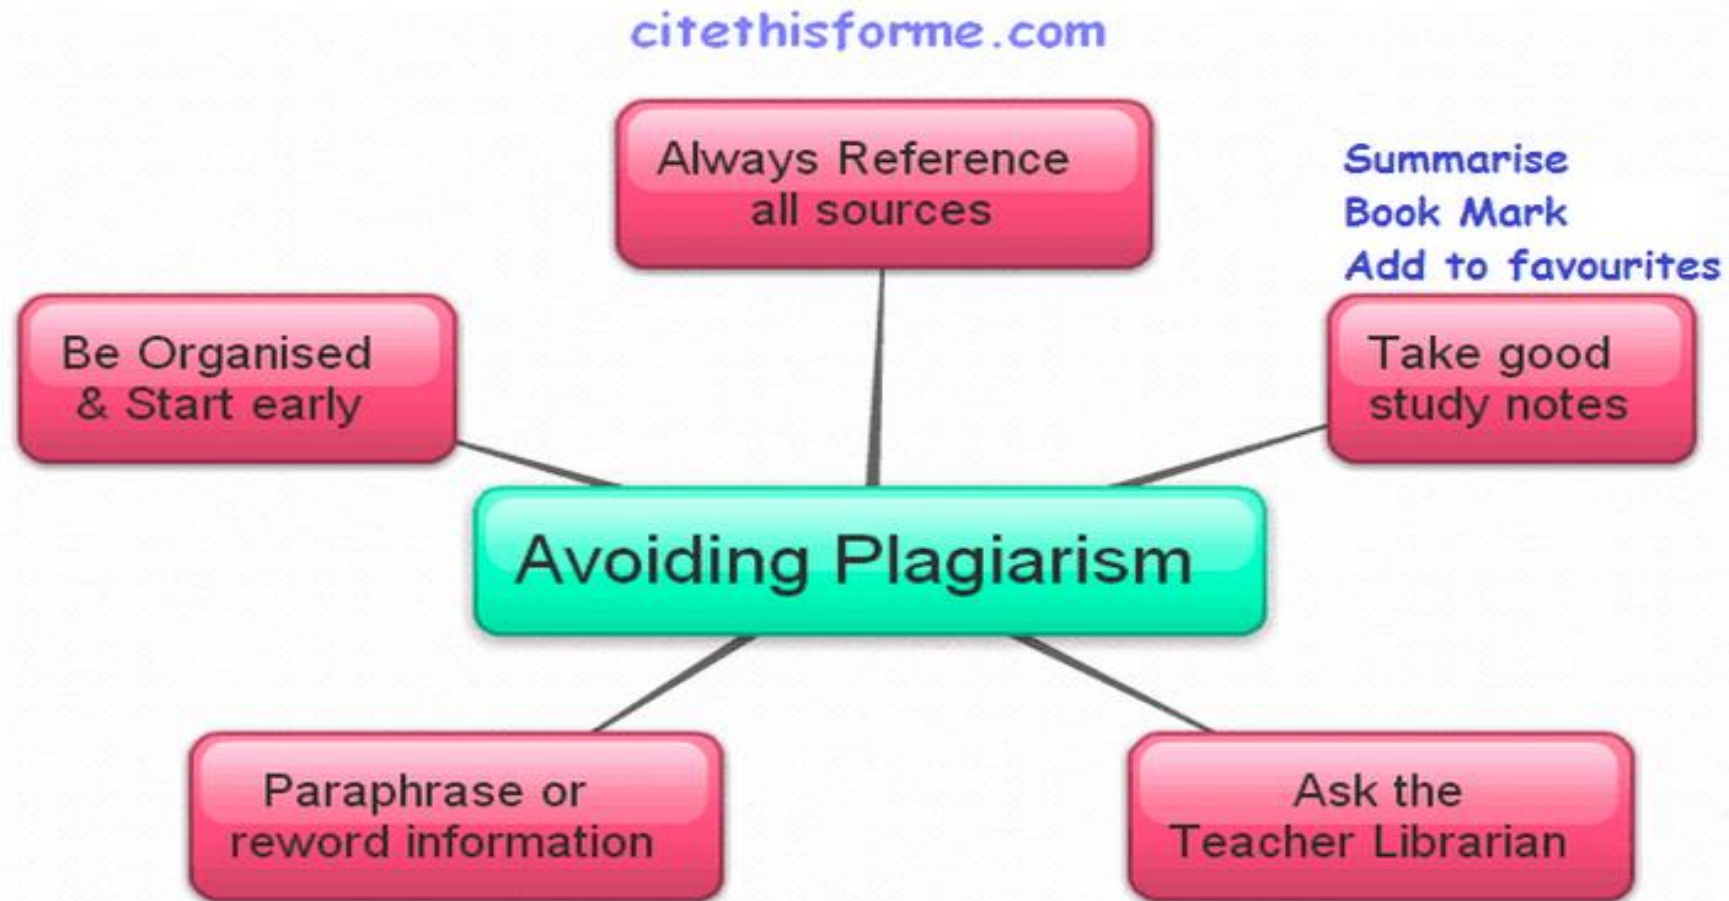 citethisforme.com
Always Reference
all sources
Summarise
Book Mark
Add to favourites
Be Organised
& Start early
Take good
study notes
Avoiding Plagiarism
Paraphrase or
reword information
Ask the
Teacher Librarian